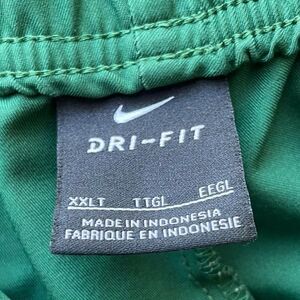 DRI-FIT
XXLT TTGL EEGL
MADE IN INDONESIA
FABRIQUE EN INDONESIE